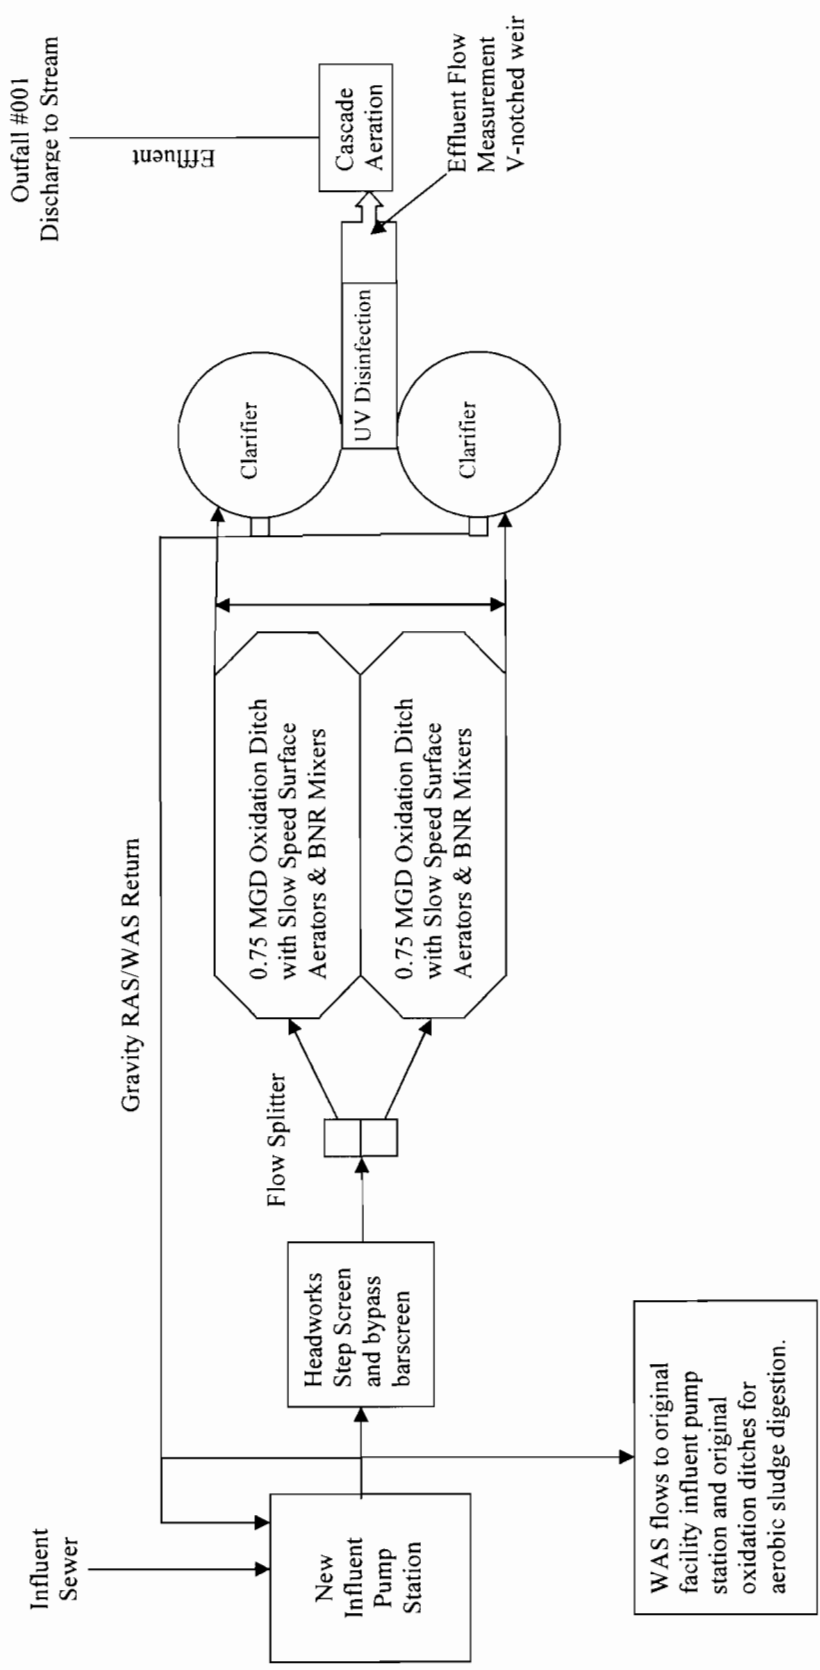 Influent
Sewer
New
Influent
Pump
Station
Gravity RAS/WAS Return
Headworks
Step Screen
and bypass
barscreen
WAS flows to original
facility influent pump
station and original
oxidation ditches for
aerobic sludge digestion.
Flow Splitter
0.75 MGD Oxidation Ditch
with Slow Speed Surface
Aerators & BNR Mixers
0.75 MGD Oxidation Ditch
with Slow Speed Surface
Aerators & BNR Mixers
Clarifier
Clarifier
UV Disinfection
Outfall #001
Discharge to Stream
Effluent
Cascade
Aeration
Effluent Flow
Measurement
V-notched weir